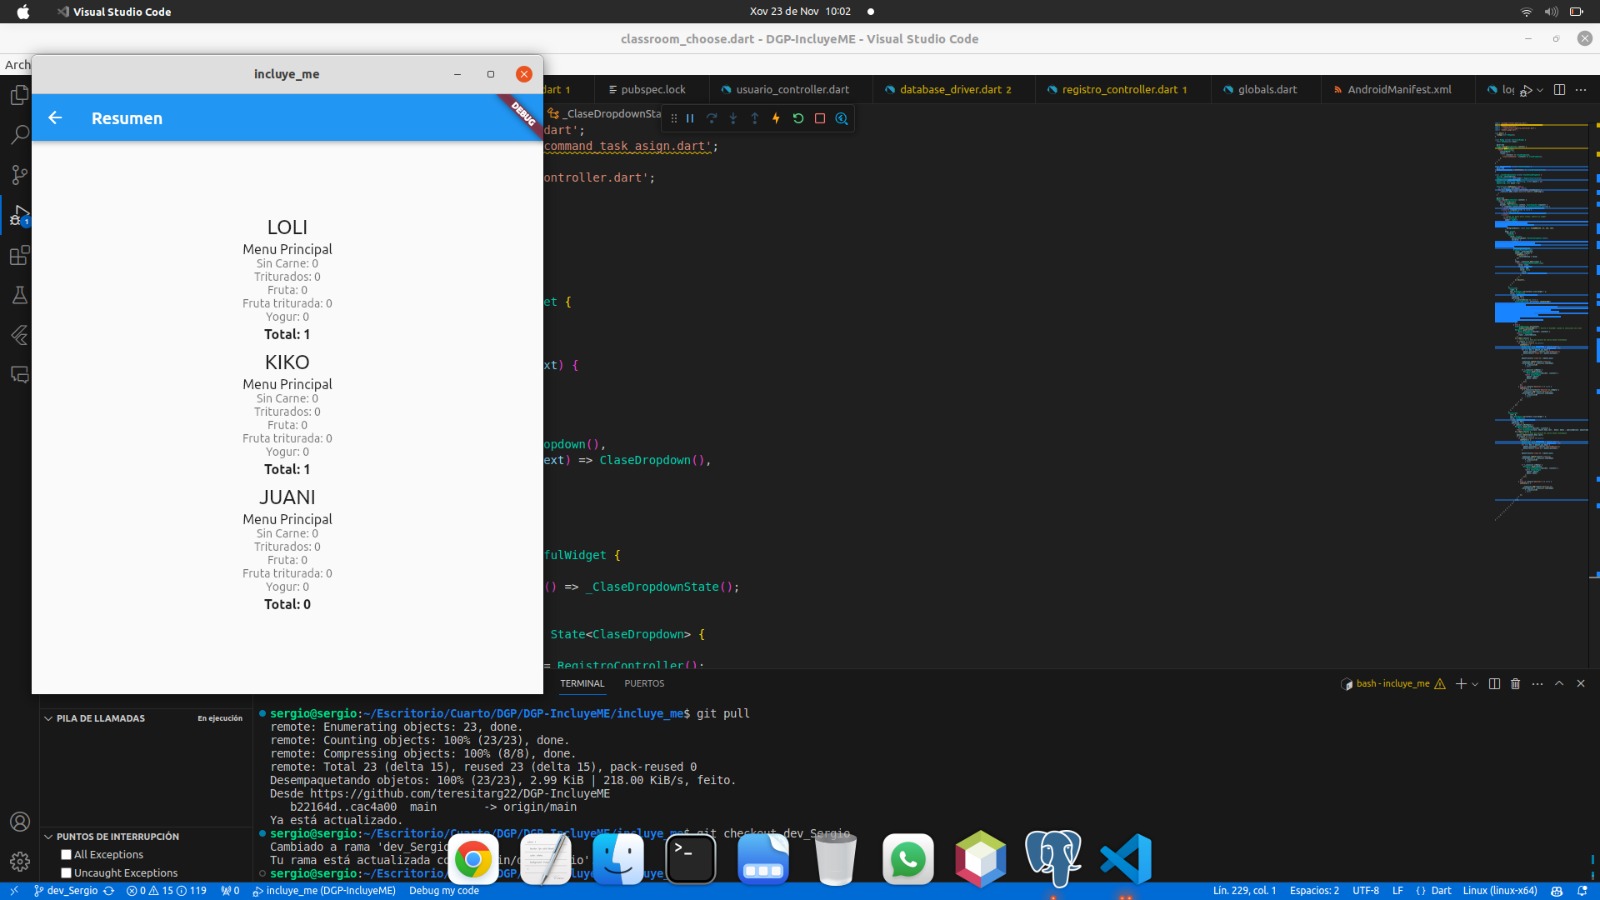 Visual Studio Code
Xov 23 de Nov 10:02
classroom_choose.dart - DGP-IncluyeME - Visual Studio Code
Arch
incluye_me
dart 1
pubspec.lock
usuario_controller.dart
database_driver.dart 2
registro_controller.dart 1
globals.dart
AndroidManifest.xml
Resumen
DEBUG
_ClaseDropdownSta
dart';
command_task_asign.dart';
ontroller.dart';
LOLI
Menu Principal
Sin Carne: 0
Triturados: 0
Fruta: 0
Fruta triturada: 0
Yogur: 0
Total: 1
KIKO
Menu Principal
Sin Carne: 0
Triturados: 0
Fruta: 0
Fruta triturada: 0
Yogur: 0
Total: 1
JUANI
Menu Principal
Sin Carne: 0
Triturados: 0
Fruta: 0
Fruta triturada: 0
Yogur: 0
Total: 0
et {
xt) {
opdown(),
ext) => ClaseDropdown(),
fulWidget {
() => _ClaseDropdownState();
State<ClaseDropdown> {
= RegistroController();
TERMINAL
PUERTOS
bash - incluye_me
PILA DE LLAMADAS
En ejecución
sergio@sergio:~/Escritorio/Cuarto/DGP/DGP-IncluyeME/incluye_me$ git pull
remote: Enumerating objects: 23, done.
remote: Counting objects: 100% (23/23), done.
remote: Compressing objects: 100% (8/8), done.
remote: Total 23 (delta 15), reused 23 (delta 15), pack-reused 0
Desempaquetando objetos: 100% (23/23), 2.99 KiB | 218.00 KiB/s, feito.
Desde https://github.com/teresitarg22/DGP-IncluyeME
b22164d..cac4a00 main -> origin/main
Ya está actualizado.
sergio@sergio:~/Escritorio/Cuarto/DGP/DGP-IncluyeME/incluye_me$ git checkout dev_Sergio
Cambiado a rama 'dev_Sergi
Tu rama está actualizada co
sergio@sergio:~/Escritorio/
PUNTOS DE INTERRUPCIÓN
All Exceptions
Uncaught Exceptions
dev_Sergio
0 15 119
0
incluye_me (DGP-IncluyeME)
Debug my code
Lín. 229, col. 1
Espacios: 2
UTF-8
LF
{ } Dart
Linux (linux-x64)